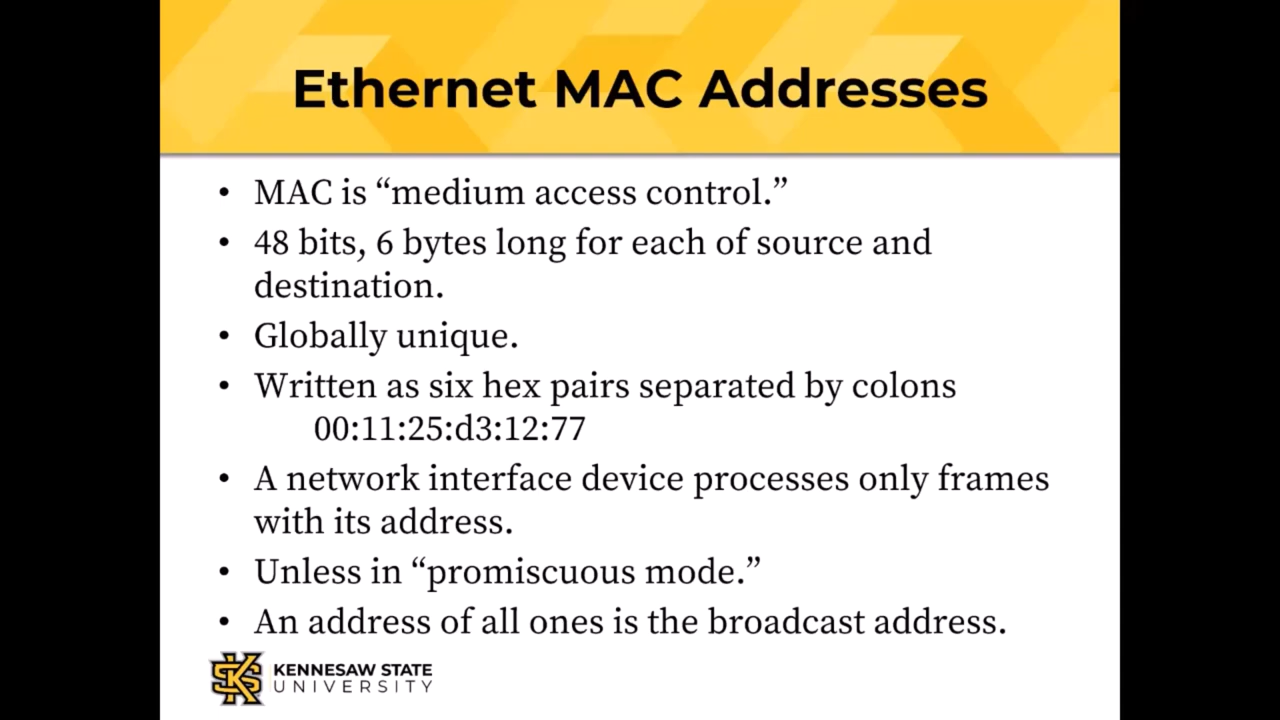 Ethernet MAC Addresses
• MAC is “medium access control.”
• 48 bits, 6 bytes long for each of source and
destination.
• Globally unique.
• Written as six hex pairs separated by colons
00:11:25:d3:12:77
• A network interface device processes only frames
with its address.
• Unless in “promiscuous mode.”
• An address of all ones is the broadcast address.
KENNESAW STATE
UNIVERSITY